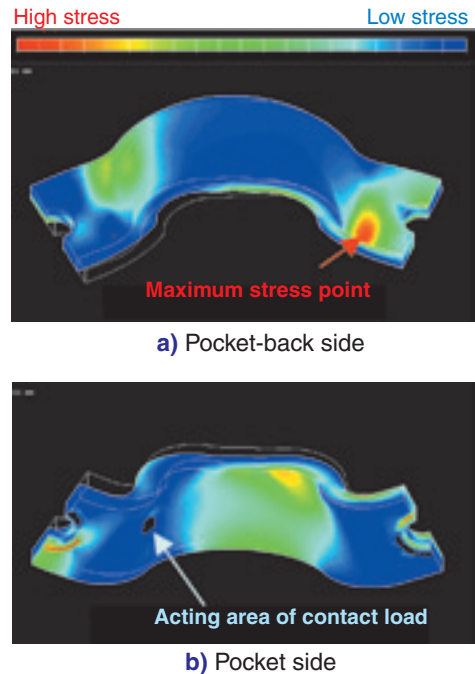 High stress
Low stress
Maximum stress point
a) Pocket-back side
Acting area of contact load
b) Pocket side